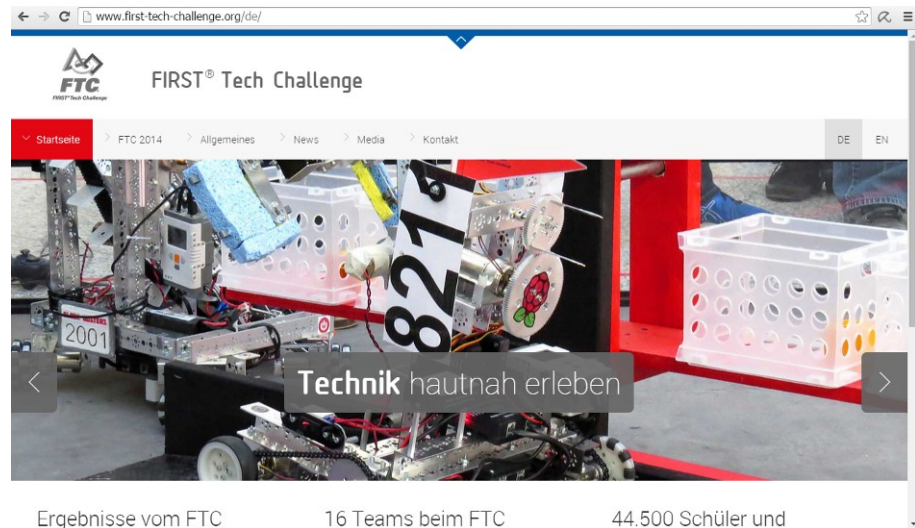 www.first-tech-challenge.org/de/
FTC
FIRST® Tech Challenge
FIRST® Tech Challenge
Startseite
FTC 2014
Allgemeines
News
Media
Kontakt
DE
EN
8216
2001
Technik hautnah erleben
Ergebnisse vom FTC
16 Teams beim FTC
44.500 Schüler und